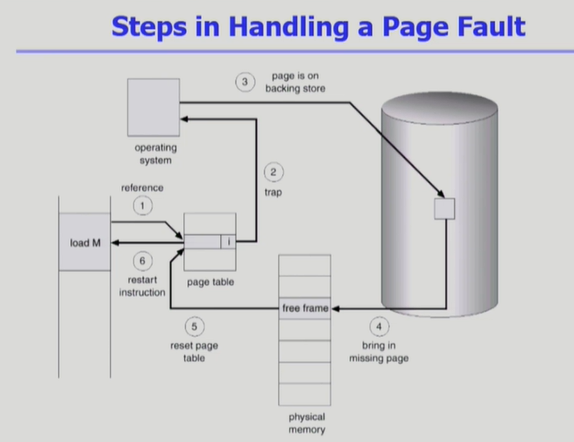 Steps in Handling a Page Fault
3
page is on
backing store
operating
system
2
trap
reference
1
load M
i
6
restart
instruction
page table
free frame
5
reset page
table
4
bring in
missing page
physical
memory